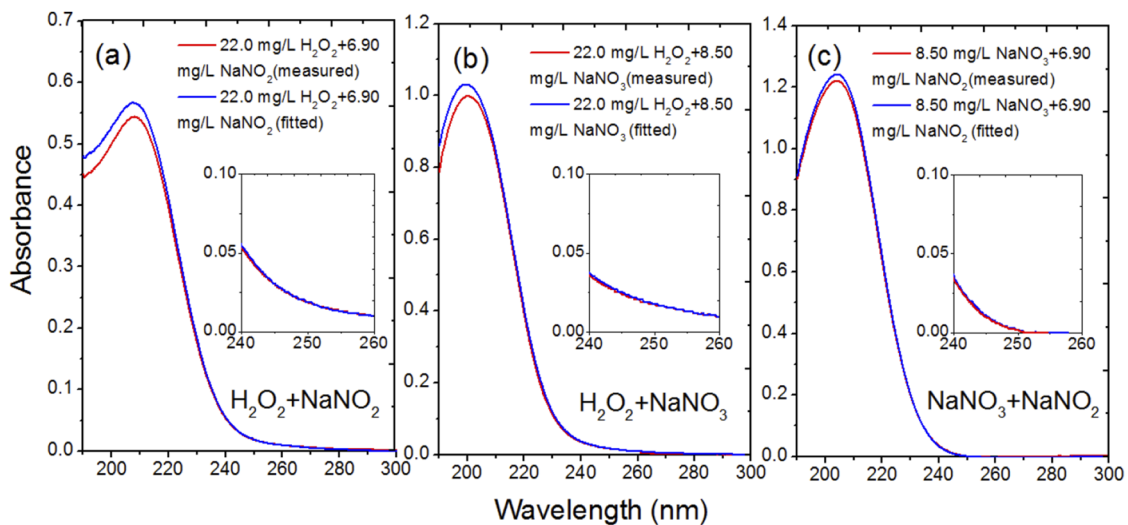 Absorbance
(a)
22.0 mg/L H₂O₂+6.90
mg/L NaNO₂(measured)
22.0 mg/L H₂O₂+6.90
mg/L NaNO₂ (fitted)
0.7
0.6
0.5
0.4
0.3
0.2
0.1
0.0
200 220 240 260 280 300
0.10
0.05
0.00
240 250 260
H₂O₂+NaNO₂
(b)
22.0 mg/L H₂O₂+8.50
mg/L NaNO₃(measured)
22.0 mg/L H₂O₂+8.50
mg/L NaNO₃ (fitted)
1.2
1.0
0.8
0.6
0.4
0.2
0.0
200 220 240 260 280 300
0.10
0.05
0.00
240 250 260
H₂O₂+NaNO₃
(c)
8.50 mg/L NaNO₃+6.90
mg/L NaNO₂(measured)
8.50 mg/L NaNO₃+6.90
mg/L NaNO₂ (fitted)
1.4
1.2
1.0
0.8
0.6
0.4
0.2
0.0
200 220 240 260 280 300
0.10
0.05
0.00
240 250 260
NaNO₃+NaNO₂
Wavelength (nm)